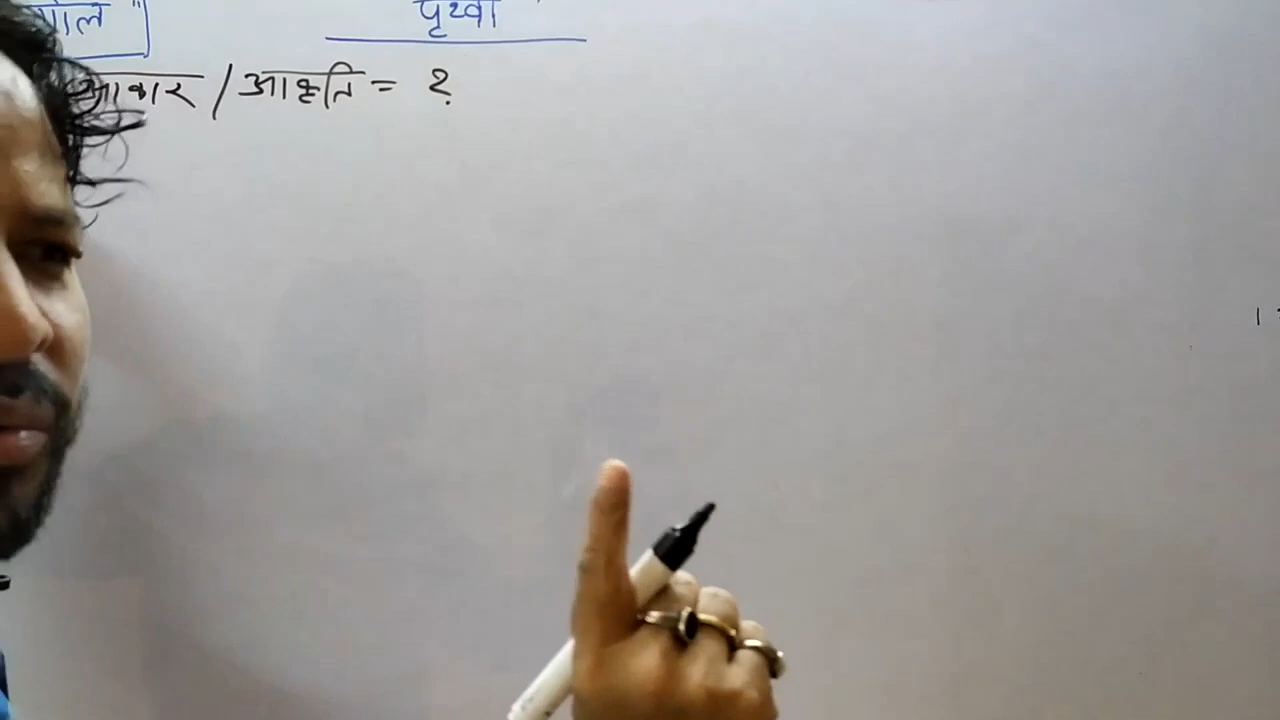 पृथ्वी "
आकार / आकृति = ?